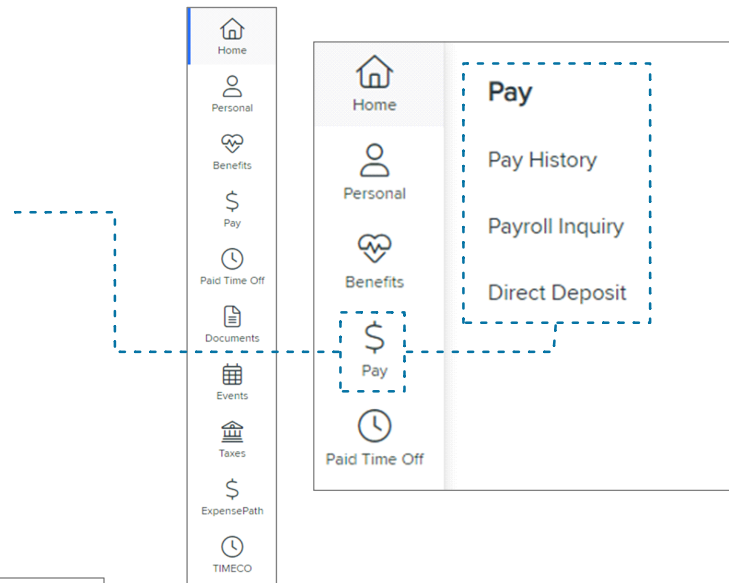 Home
Personal
Benefits
Pay
Paid Time Off
Documents
Events
Taxes
ExpensePath
TIMECO
Home
Personal
Benefits
Pay
Paid Time Off
Pay
Pay History
Payroll Inquiry
Direct Deposit